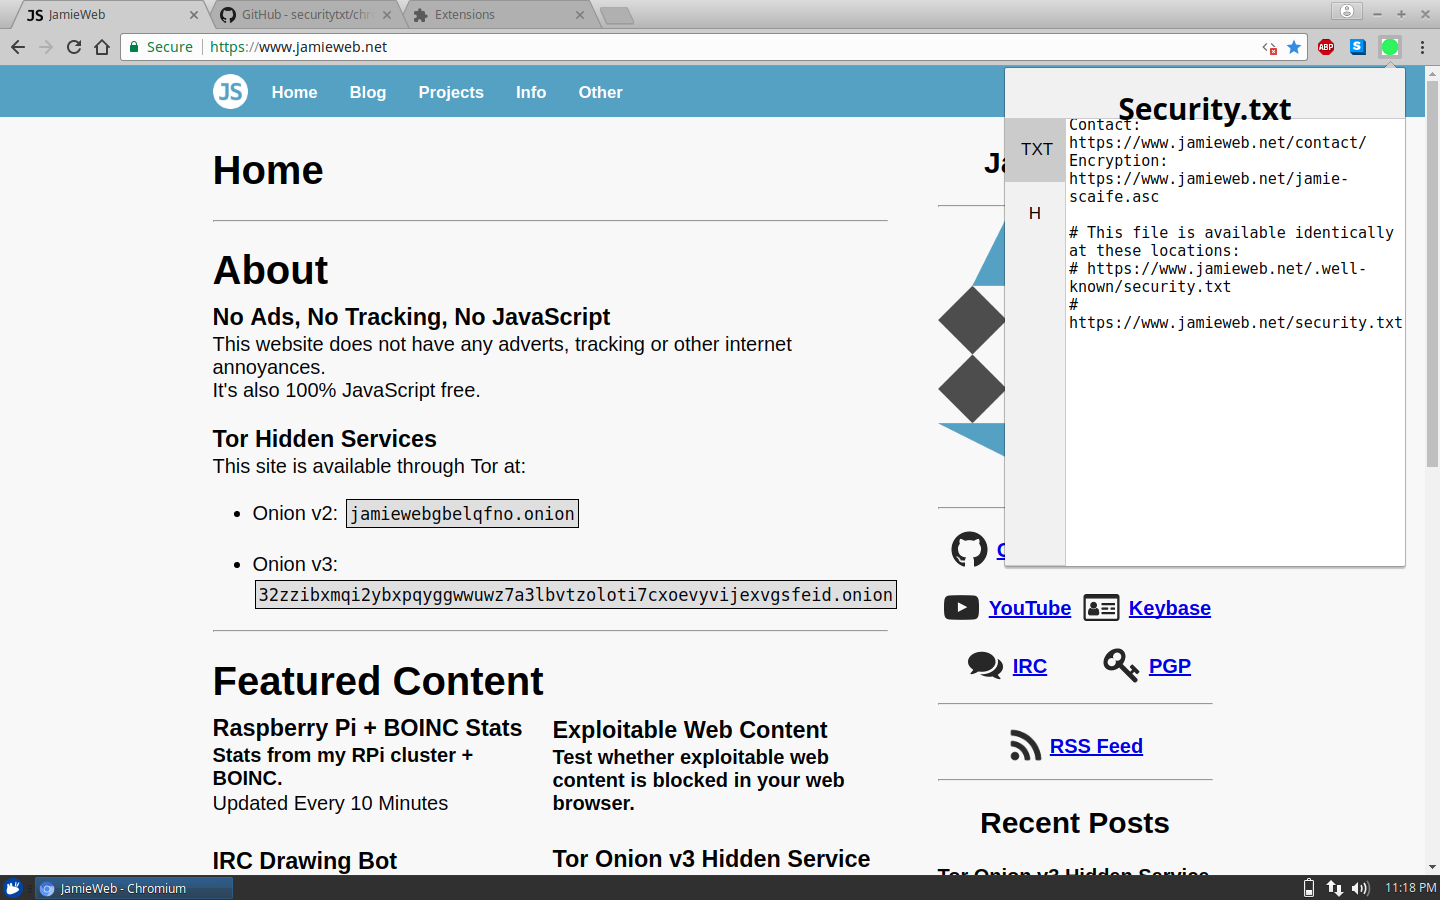 JS JamieWeb
GitHub - securitytxt/chr
Extensions
Secure
https://www.jamieweb.net
ABP
S
JS
Home
Blog
Projects
Info
Other
Security.txt
TXT
H
Contact:
https://www.jamieweb.net/contact/
Encryption:
https://www.jamieweb.net/jamie-
scaife.asc
# This file is available identically
at these locations:
# https://www.jamieweb.net/.well-
known/security.txt
#
https://www.jamieweb.net/security.txt
Home
About
No Ads, No Tracking, No JavaScript
This website does not have any adverts, tracking or other internet
annoyances.
It's also 100% JavaScript free.
Tor Hidden Services
This site is available through Tor at:
Onion v2: jamiewebgbelqfno.onion
Onion v3:
32zzibxmqi2ybxpqyggwwuwz7a3lbvtzoloti7cxoevyvijexvgsfeid.onion
Featured Content
Raspberry Pi + BOINC Stats
Stats from my RPi cluster +
BOINC.
Updated Every 10 Minutes
IRC Drawing Bot
Exploitable Web Content
Test whether exploitable web
content is blocked in your web
browser.
Tor Onion v3 Hidden Service
YouTube
Keybase
IRC
PGP
RSS Feed
Recent Posts
Tor Onion v3 Hidden Service
JamieWeb - Chromium
11:18 PM